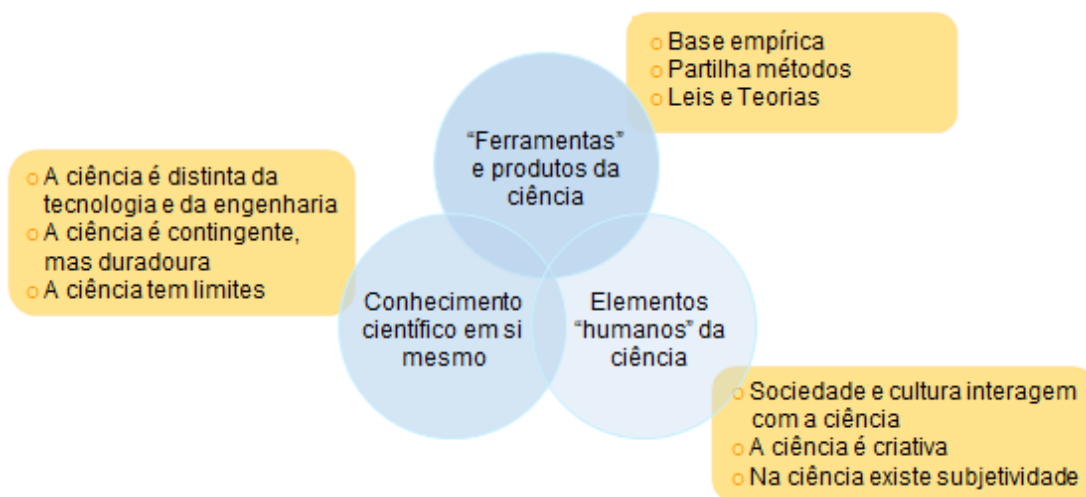 o Base empírica
o Partilha métodos
o Leis e Teorias
“Ferramentas”
e produtos da
ciência
o A ciência é distinta da
tecnologia e da engenharia
o A ciência é contingente,
mas duradoura
o A ciência tem limites
Conhecimento
científico em si
mesmo
Elementos
“humanos” da
ciência
o Sociedade e cultura interagem
com a ciência
o A ciência é criativa
o Na ciência existe subjetividade